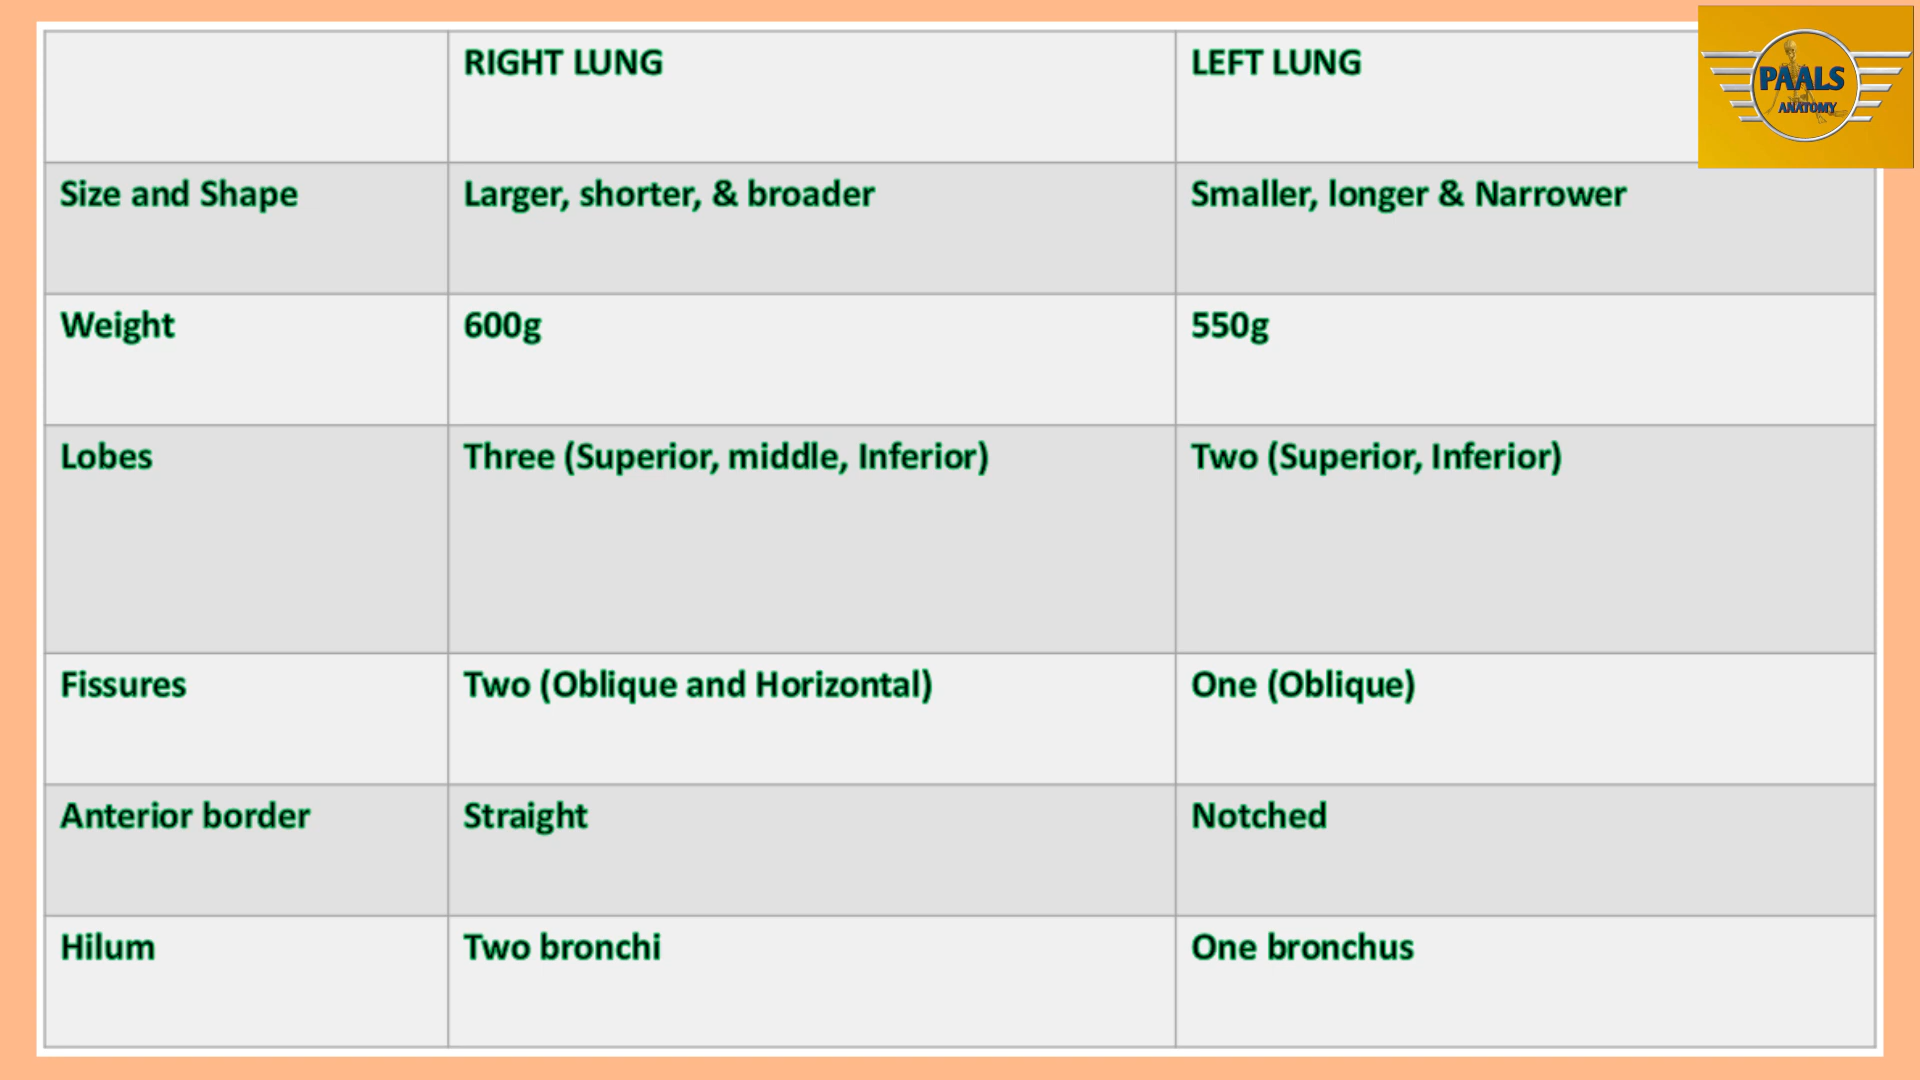 RIGHT LUNG
LEFT LUNG
PAALS
ANATOMY
Size and Shape
Larger, shorter, & broader
Smaller, longer & Narrower
Weight
600g
550g
Lobes
Three (Superior, middle, Inferior)
Two (Superior, Inferior)
Fissures
Two (Oblique and Horizontal)
One (Oblique)
Anterior border
Straight
Notched
Hilum
Two bronchi
One bronchus